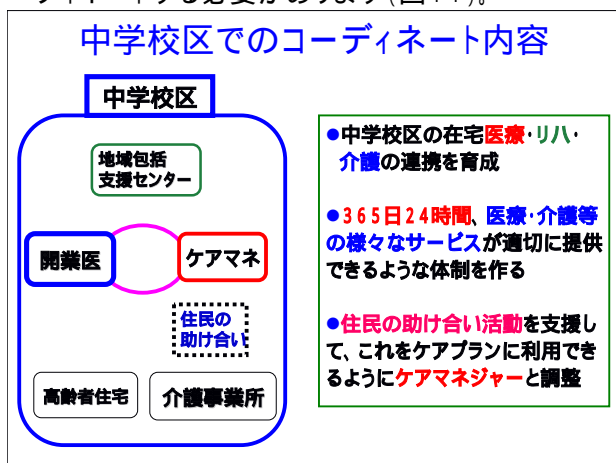 中学校区でのコーディネート内容
中学校区
地域包括
支援センター
開業医
ケアマネ
住民の
助け合い
高齢者住宅
介護事業所
●中学校区の在宅医療・リハ・
介護の連携を育成
●365日24時間、医療・介護等
の様々なサービスが適切に提供
できるような体制を作る
●住民の助け合い活動を支援し
て、これをケアプランに利用でき
るようにケアマネジャーと調整